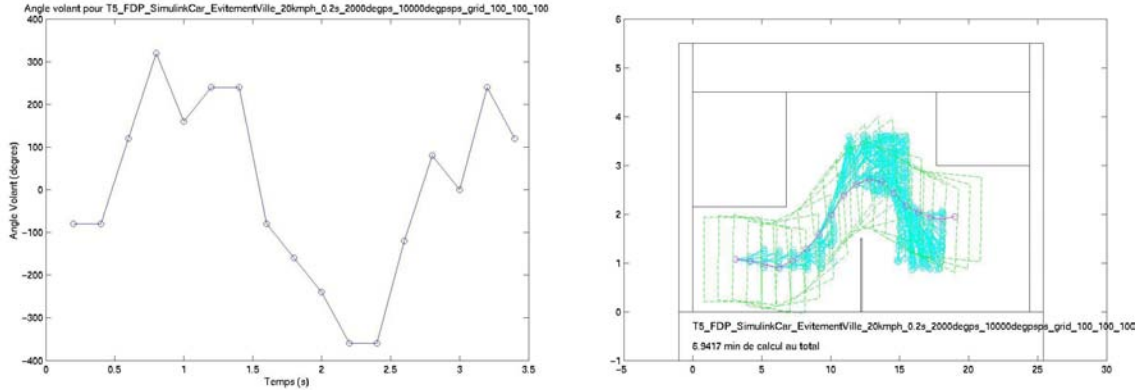 Angle volant pour T5_FDP_SimulinkCar_EvitementVille_20kmph_0.2s_2000degps_10000degpsps_grid_100_100_100
400
300
200
100
0
-100
-200
-300
-400
Angle Volant (degres)
0 0.5 1 1.5 2 2.5 3 3.5
Temps (s)
6
5
4
3
2
1
0
-1
T5_FDP_SimulinkCar_EvitementVille_20kmph_0.2s_2000degps_10000degpsps_grid_100_100_100
6.9417 min de calcul au total
-5 0 5 10 15 20 25 30